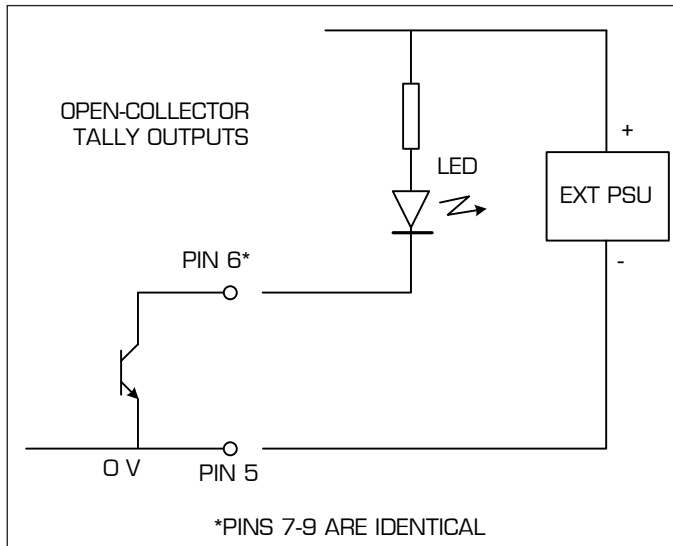 OPEN-COLLECTOR
TALLY OUTPUTS
LED
+
EXT PSU
-
PIN 6*
0 V
PIN 5
*PINS 7-9 ARE IDENTICAL